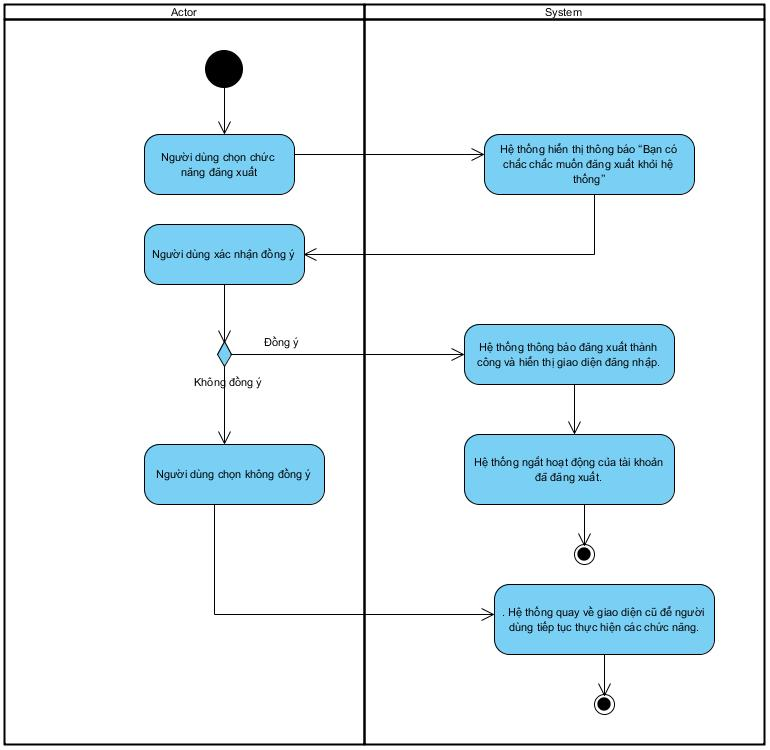 Actor
System
Người dùng chọn chức
năng đăng xuất
Hệ thống hiển thị thông báo “Bạn có
chắc chắc muốn đăng xuất khỏi hệ
thống”
Người dùng xác nhận đồng ý
Đồng ý
Hệ thống thông báo đăng xuất thành
công và hiển thị giao diện đăng nhập.
Không đồng ý
Người dùng chọn không đồng ý
Hệ thống ngắt hoạt động của tài khoản
đã đăng xuất.
. Hệ thống quay về giao diện cũ để người
dùng tiếp tục thực hiện các chức năng.